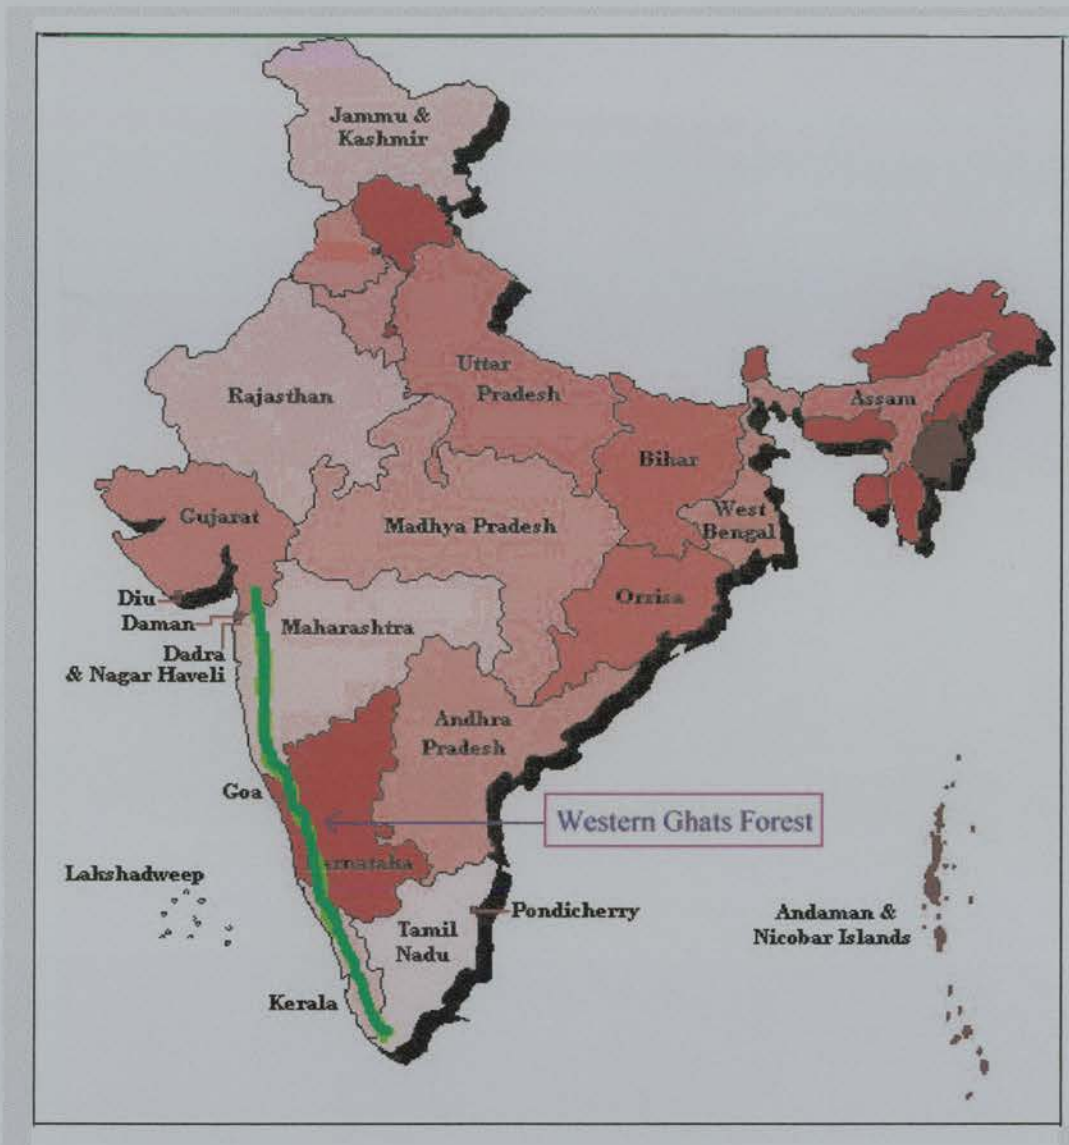 Jammu &
Kashmir
Uttar
Pradesh
Rajasthan
Assam
Bihar
Gujarat
Madhya Pradesh
West
Bengal
Diu
Daman
Orrisa
Maharashtra
Dadra
& Nagar Haveli
Andhra
Pradesh
Goa
Western Ghats Forest
Karnataka
Lakshadweep
Pondicherry
Andaman &
Nicobar Islands
Tamil
Nadu
Kerala